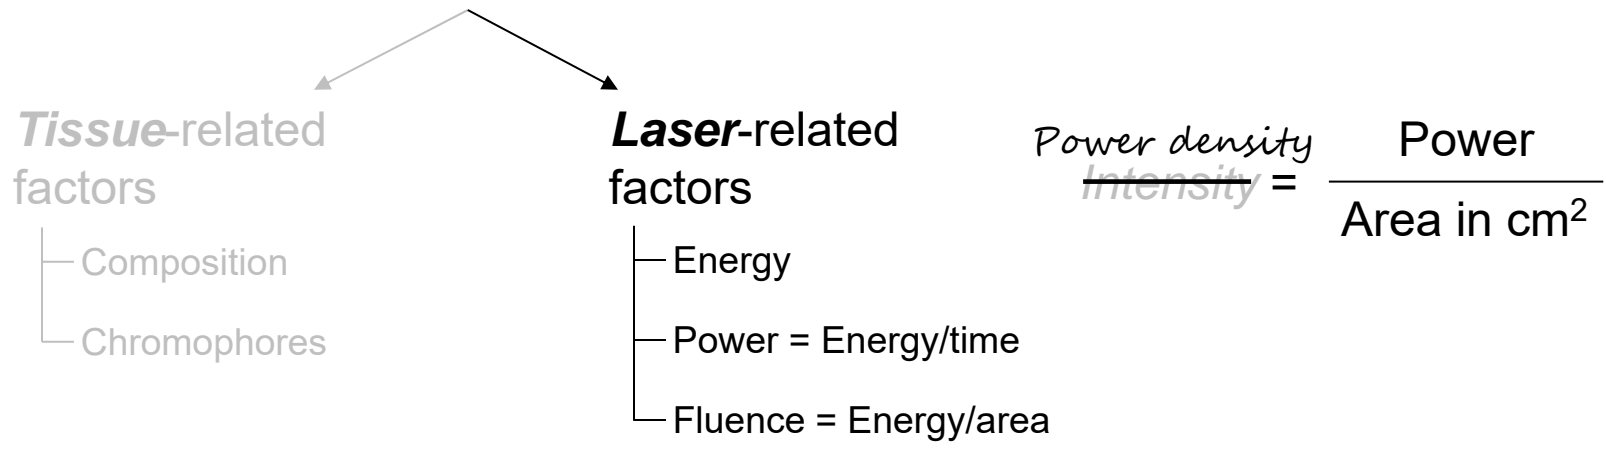 Tissue-related
factors
Composition
Chromophores
Laser-related
factors
Energy
Power = Energy/time
Fluence = Energy/area
Power density
Intensity =
Power
Area in cm²